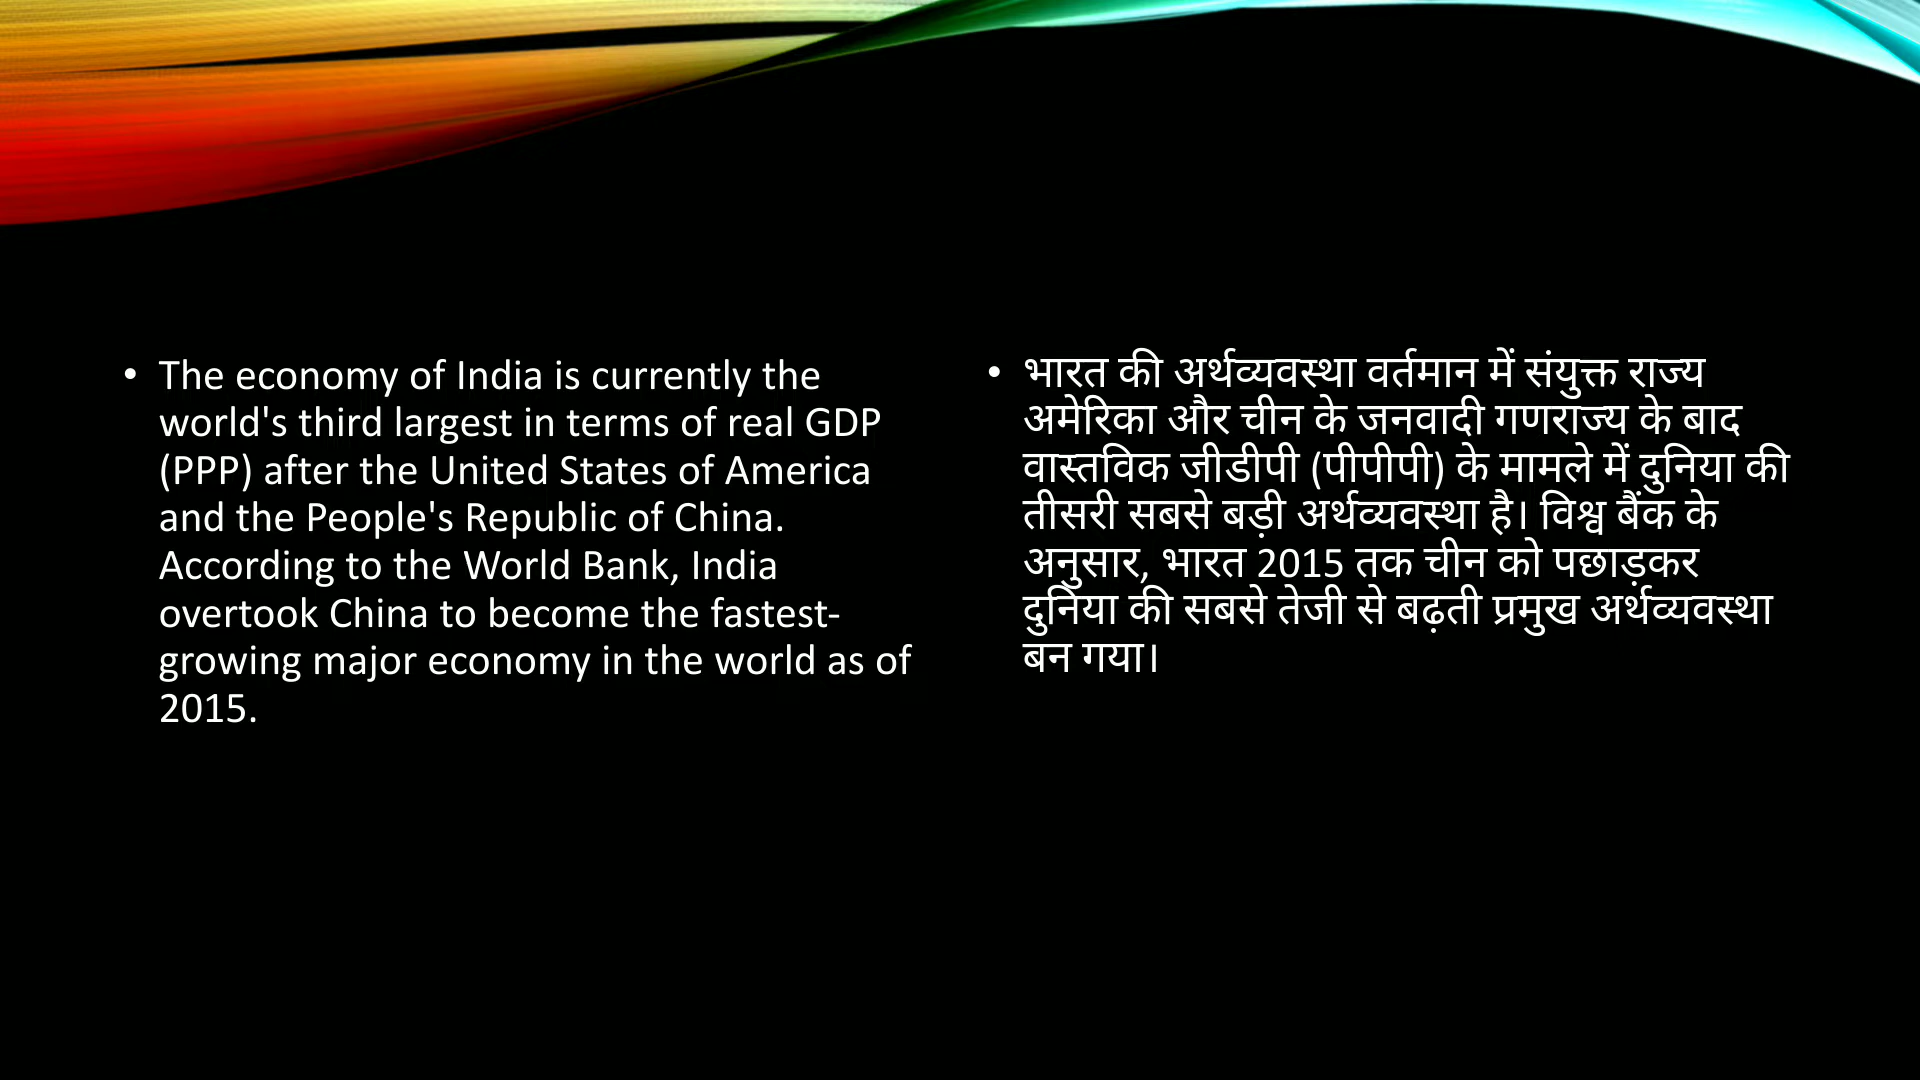 • The economy of India is currently the
world's third largest in terms of real GDP
(PPP) after the United States of America
and the People's Republic of China.
According to the World Bank, India
overtook China to become the fastest-
growing major economy in the world as of
2015.
• भारत की अर्थव्यवस्था वर्तमान में संयुक्त राज्य
अमेरिका और चीन के जनवादी गणराज्य के बाद
वास्तविक जीडीपी (पीपीपी) के मामले में दुनिया की
तीसरी सबसे बड़ी अर्थव्यवस्था है। विश्व बैंक के
अनुसार, भारत 2015 तक चीन को पछाड़कर
दुनिया की सबसे तेजी से बढ़ती प्रमुख अर्थव्यवस्था
बन गया।